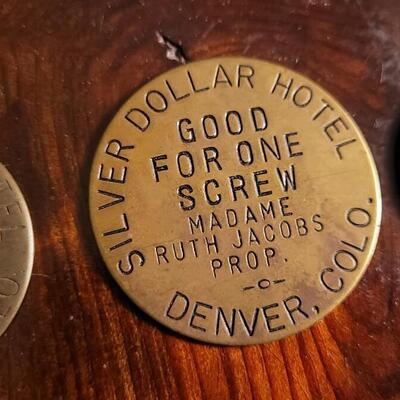 SILVER DOLLAR HOTEL
GOOD
FOR ONE
SCREW
MADAME
RUTH JACOBS
PROP.
-o-
DENVER, COLO.